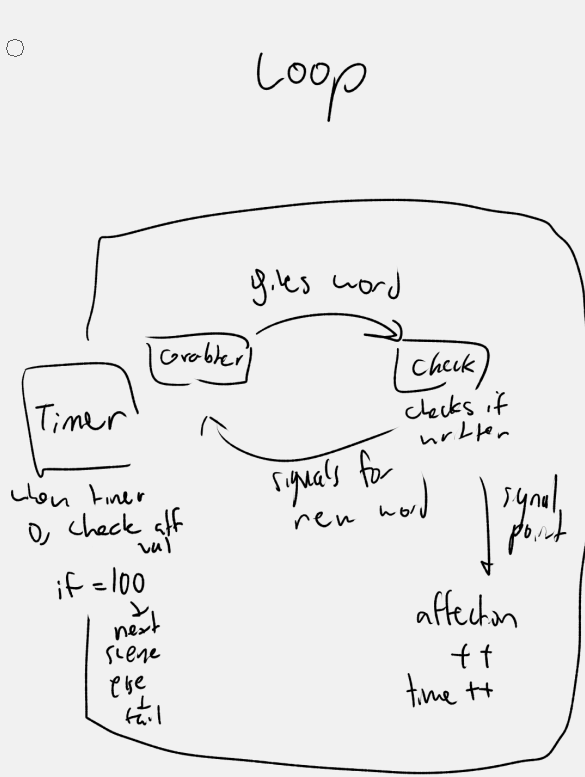 Loop
gives word
Grabber
Check
Timer
checks if
written
signals for
new word
when timer
0, check aff
val
signal
point
if = 100
next
scene
else
fail
affection
++
time ++